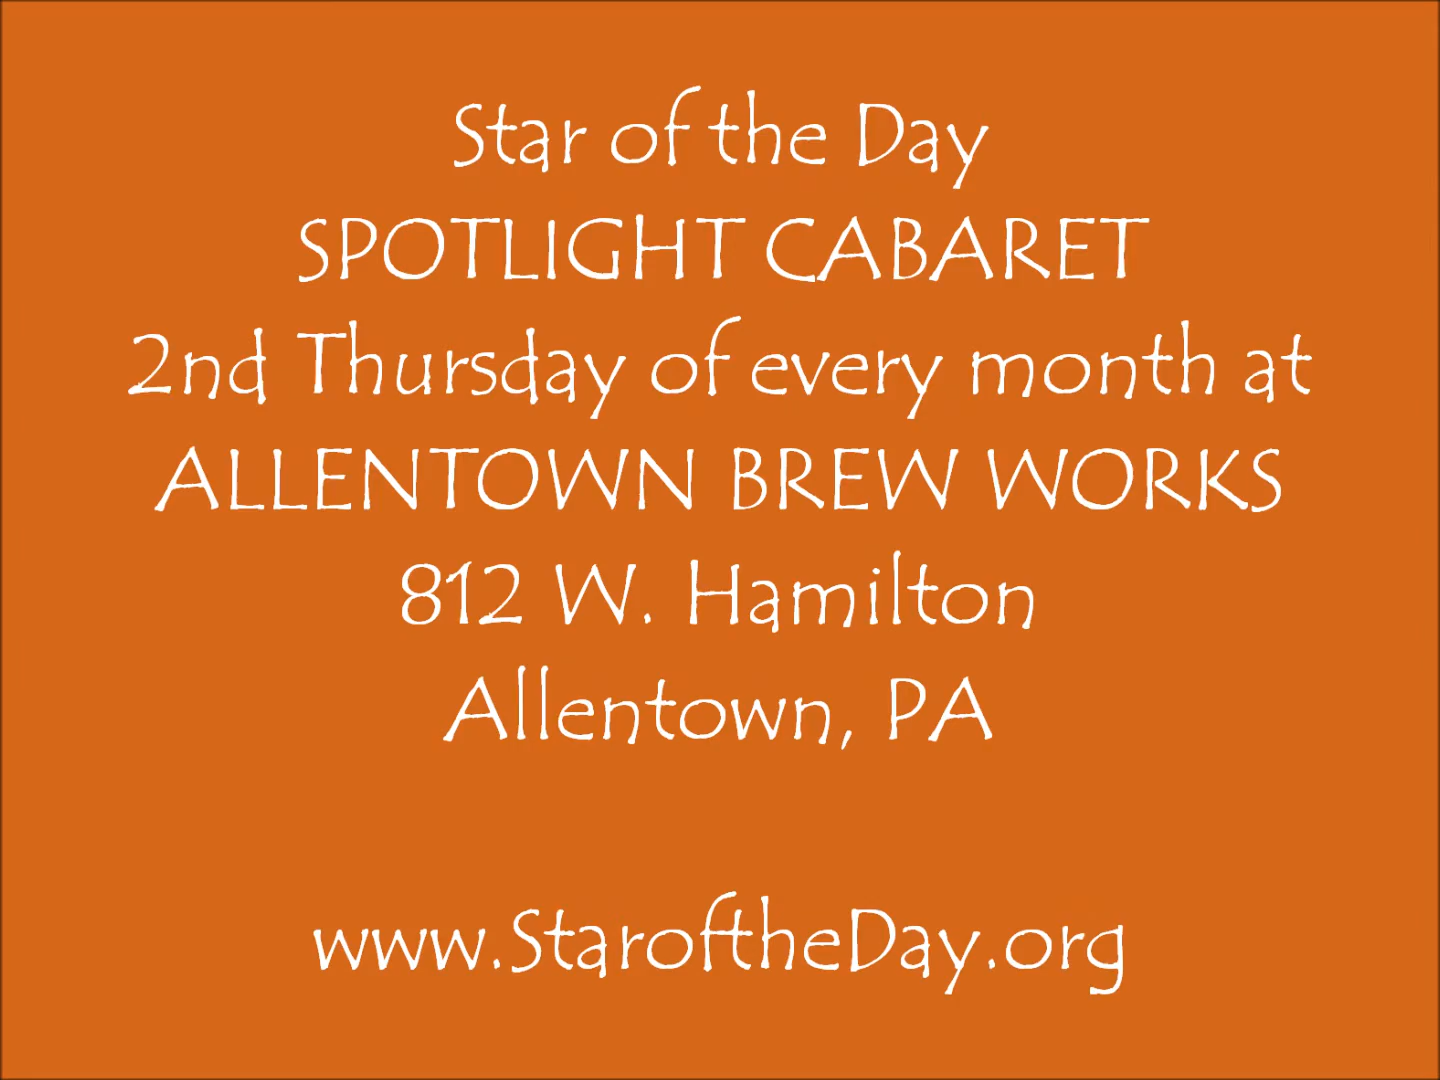 Star of the Day
SPOTLIGHT CABARET
2nd Thursday of every month at
ALLENTOWN BREW WORKS
812 W. Hamilton
Allentown, PA
www.StaroftheDay.org